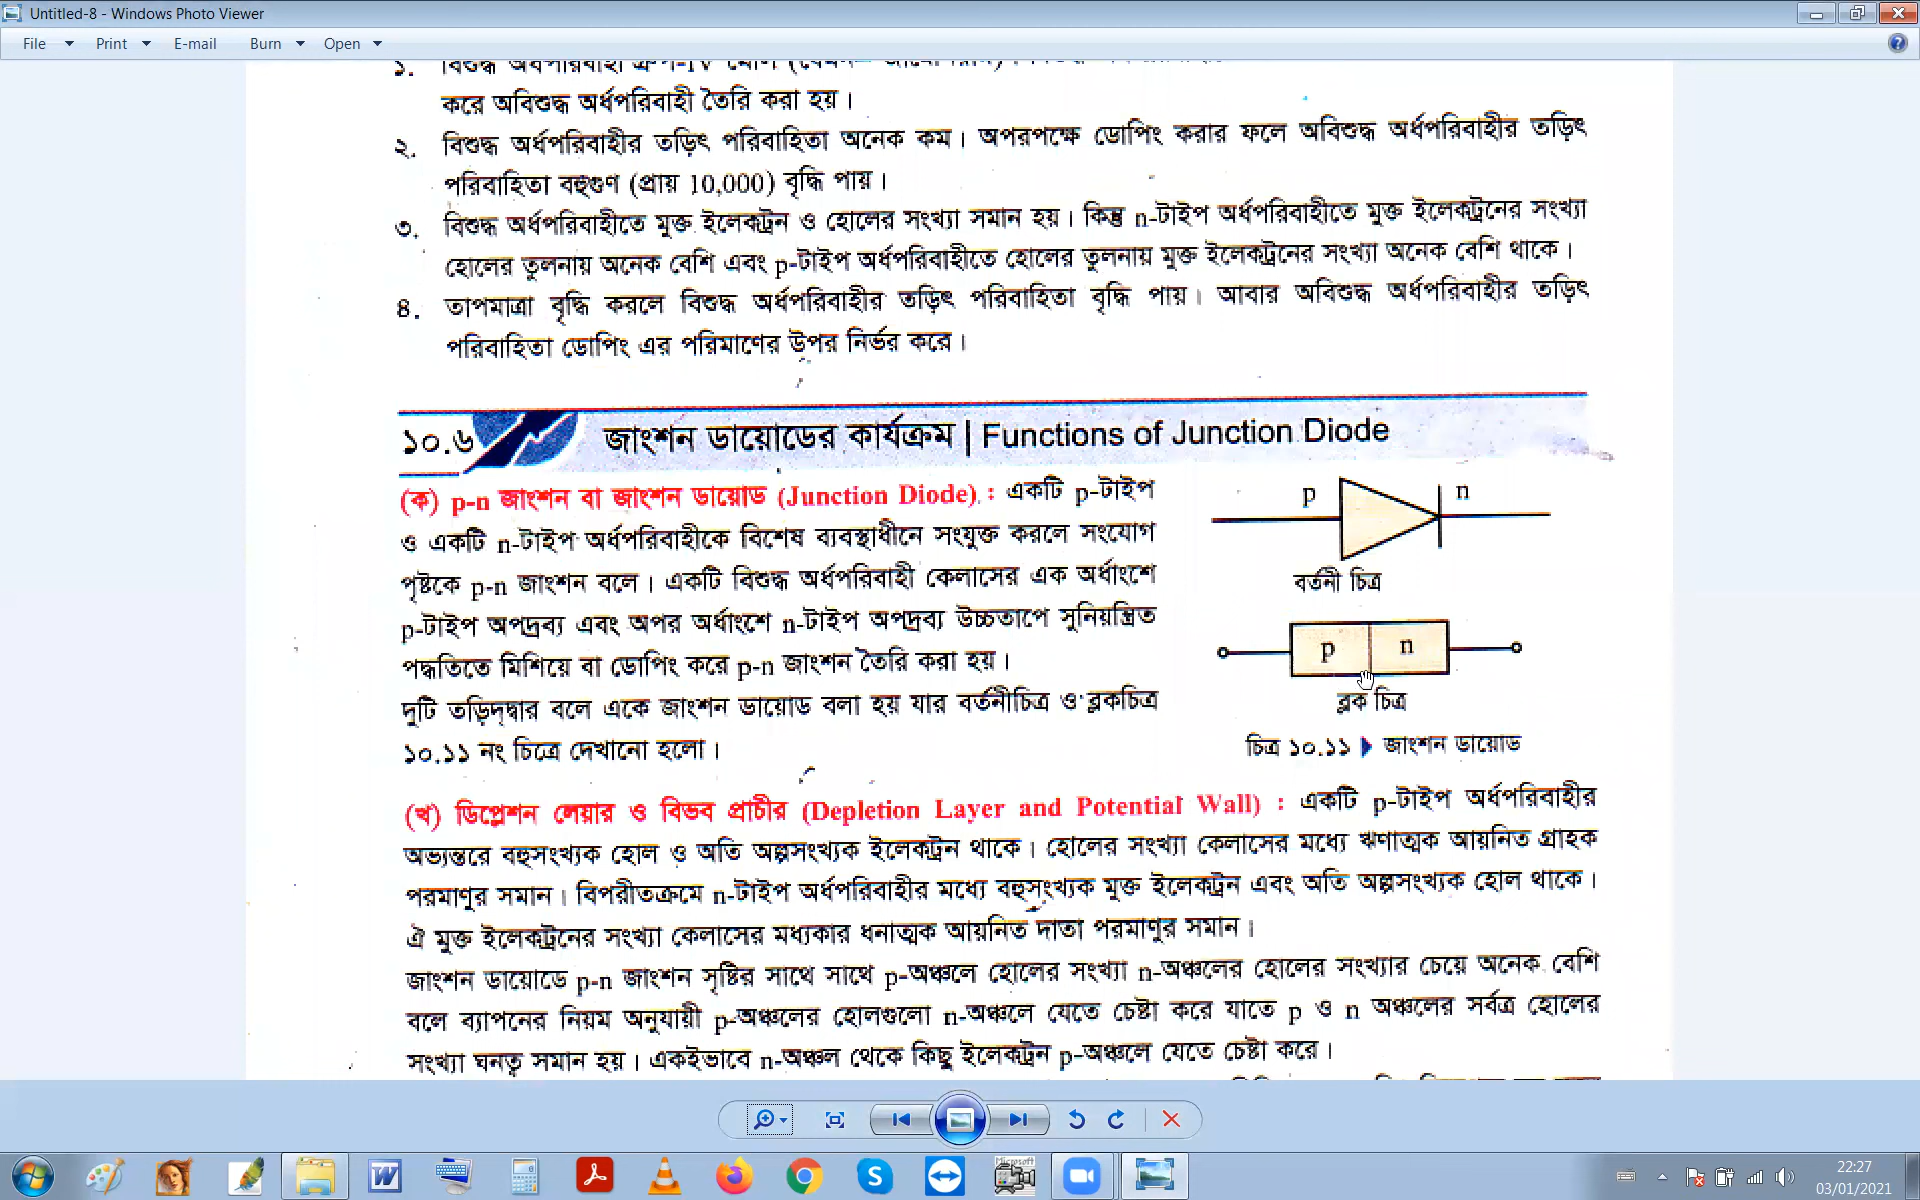 Untitled-8 - Windows Photo Viewer
File Print E-mail Burn Open
১. বিশুদ্ধ অর্ধপরিবাহী গ্রুপ-IV মৌল
করে অবিশুদ্ধ অর্ধপরিবাহী তৈরি করা হয়।
২. বিশুদ্ধ অর্ধপরিবাহীর তড়িৎ পরিবাহিতা অনেক কম। অপরপক্ষে ডোপিং করার ফলে অবিশুদ্ধ অর্ধপরিবাহীর তড়িৎ
পরিবাহিতা বহুগুণ (প্রায় 10,000) বৃদ্ধি পায়।
৩. বিশুদ্ধ অর্ধপরিবাহীতে মুক্ত ইলেকট্রন ও হোলের সংখ্যা সমান হয়। কিন্তু n-টাইপ অর্ধপরিবাহীতে মুক্ত ইলেকট্রনের সংখ্যা
হোলের তুলনায় অনেক বেশি এবং p-টাইপ অর্ধপরিবাহীতে হোলের তুলনায় মুক্ত ইলেকট্রনের সংখ্যা অনেক বেশি থাকে।
৪. তাপমাত্রা বৃদ্ধি করলে বিশুদ্ধ অর্ধপরিবাহীর তড়িৎ পরিবাহিতা বৃদ্ধি পায়। আবার অবিশুদ্ধ অর্ধপরিবাহীর তড়িৎ
পরিবাহিতা ডোপিং এর পরিমাণের উপর নির্ভর করে।
১০.৬ জাংশন ডায়োডের কার্যক্রম | Functions of Junction Diode
(ক) p-n জাংশন বা জাংশন ডায়োড (Junction Diode) : একটি p-টাইপ
ও একটি n-টাইপ অর্ধপরিবাহীকে বিশেষ ব্যবস্থাধীনে সংযুক্ত করলে সংযোগ
পৃষ্টকে p-n জাংশন বলে। একটি বিশুদ্ধ অর্ধপরিবাহী কেলাসের এক অর্ধাংশে
p-টাইপ অপদ্রব্য এবং অপর অর্ধাংশে n-টাইপ অপদ্রব্য উচ্চতাপে সুনিয়ন্ত্রিত
পদ্ধতিতে মিশিয়ে বা ডোপিং করে p-n জাংশন তৈরি করা হয়।
দুটি তড়িদ্দ্বার বলে একে জাংশন ডায়োড বলা হয় যার বর্তনীচিত্র ও ব্লকচিত্র
১০.১১ নং চিত্রে দেখানো হলো।
p n
বর্তনী চিত্র
p n
ব্লক চিত্র
চিত্র ১০.১১ জাংশন ডায়োড
(খ) ডিপ্লেশন লেয়ার ও বিভব প্রাচীর (Depletion Layer and Potential Wall) : একটি p-টাইপ অর্ধপরিবাহীর
অভ্যন্তরে বহুসংখ্যক হোল ও অতি অল্পসংখ্যক ইলেকট্রন থাকে। হোলের সংখ্যা কেলাসের মধ্যে ঋণাত্মক আয়নিত গ্রাহক
পরমাণুর সমান। বিপরীতক্রমে n-টাইপ অর্ধপরিবাহীর মধ্যে বহুসংখ্যক মুক্ত ইলেকট্রন এবং অতি অল্পসংখ্যক হোল থাকে।
ঐ মুক্ত ইলেকট্রনের সংখ্যা কেলাসের মধ্যকার ধনাত্মক আয়নিত দাতা পরমাণুর সমান।
জাংশন ডায়োডে p-n জাংশন সৃষ্টির সাথে সাথে p-অঞ্চলে হোলের সংখ্যা n-অঞ্চলের হোলের সংখ্যার চেয়ে অনেক বেশি
বলে ব্যাপনের নিয়ম অনুযায়ী p-অঞ্চলের হোলগুলো n-অঞ্চলে যেতে চেষ্টা করে যাতে p ও n অঞ্চলের সর্বত্র হোলের
সংখ্যা ঘনত্ব সমান হয়। একইভাবে n-অঞ্চল থেকে কিছু ইলেকট্রন p-অঞ্চলে যেতে চেষ্টা করে।
22:27
03/01/2021